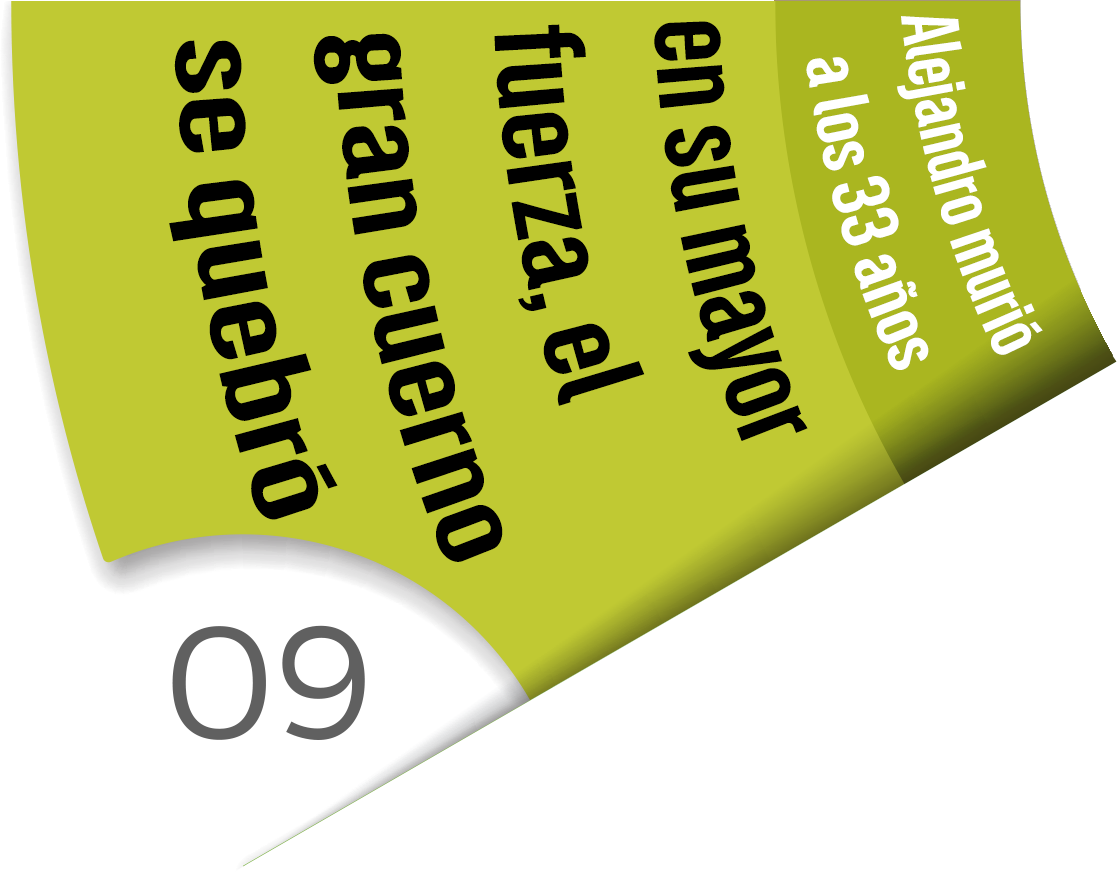 Alejandro murió
a los 33 años
en su mayor
fuerza, el
gran cuerno
se quebró
09